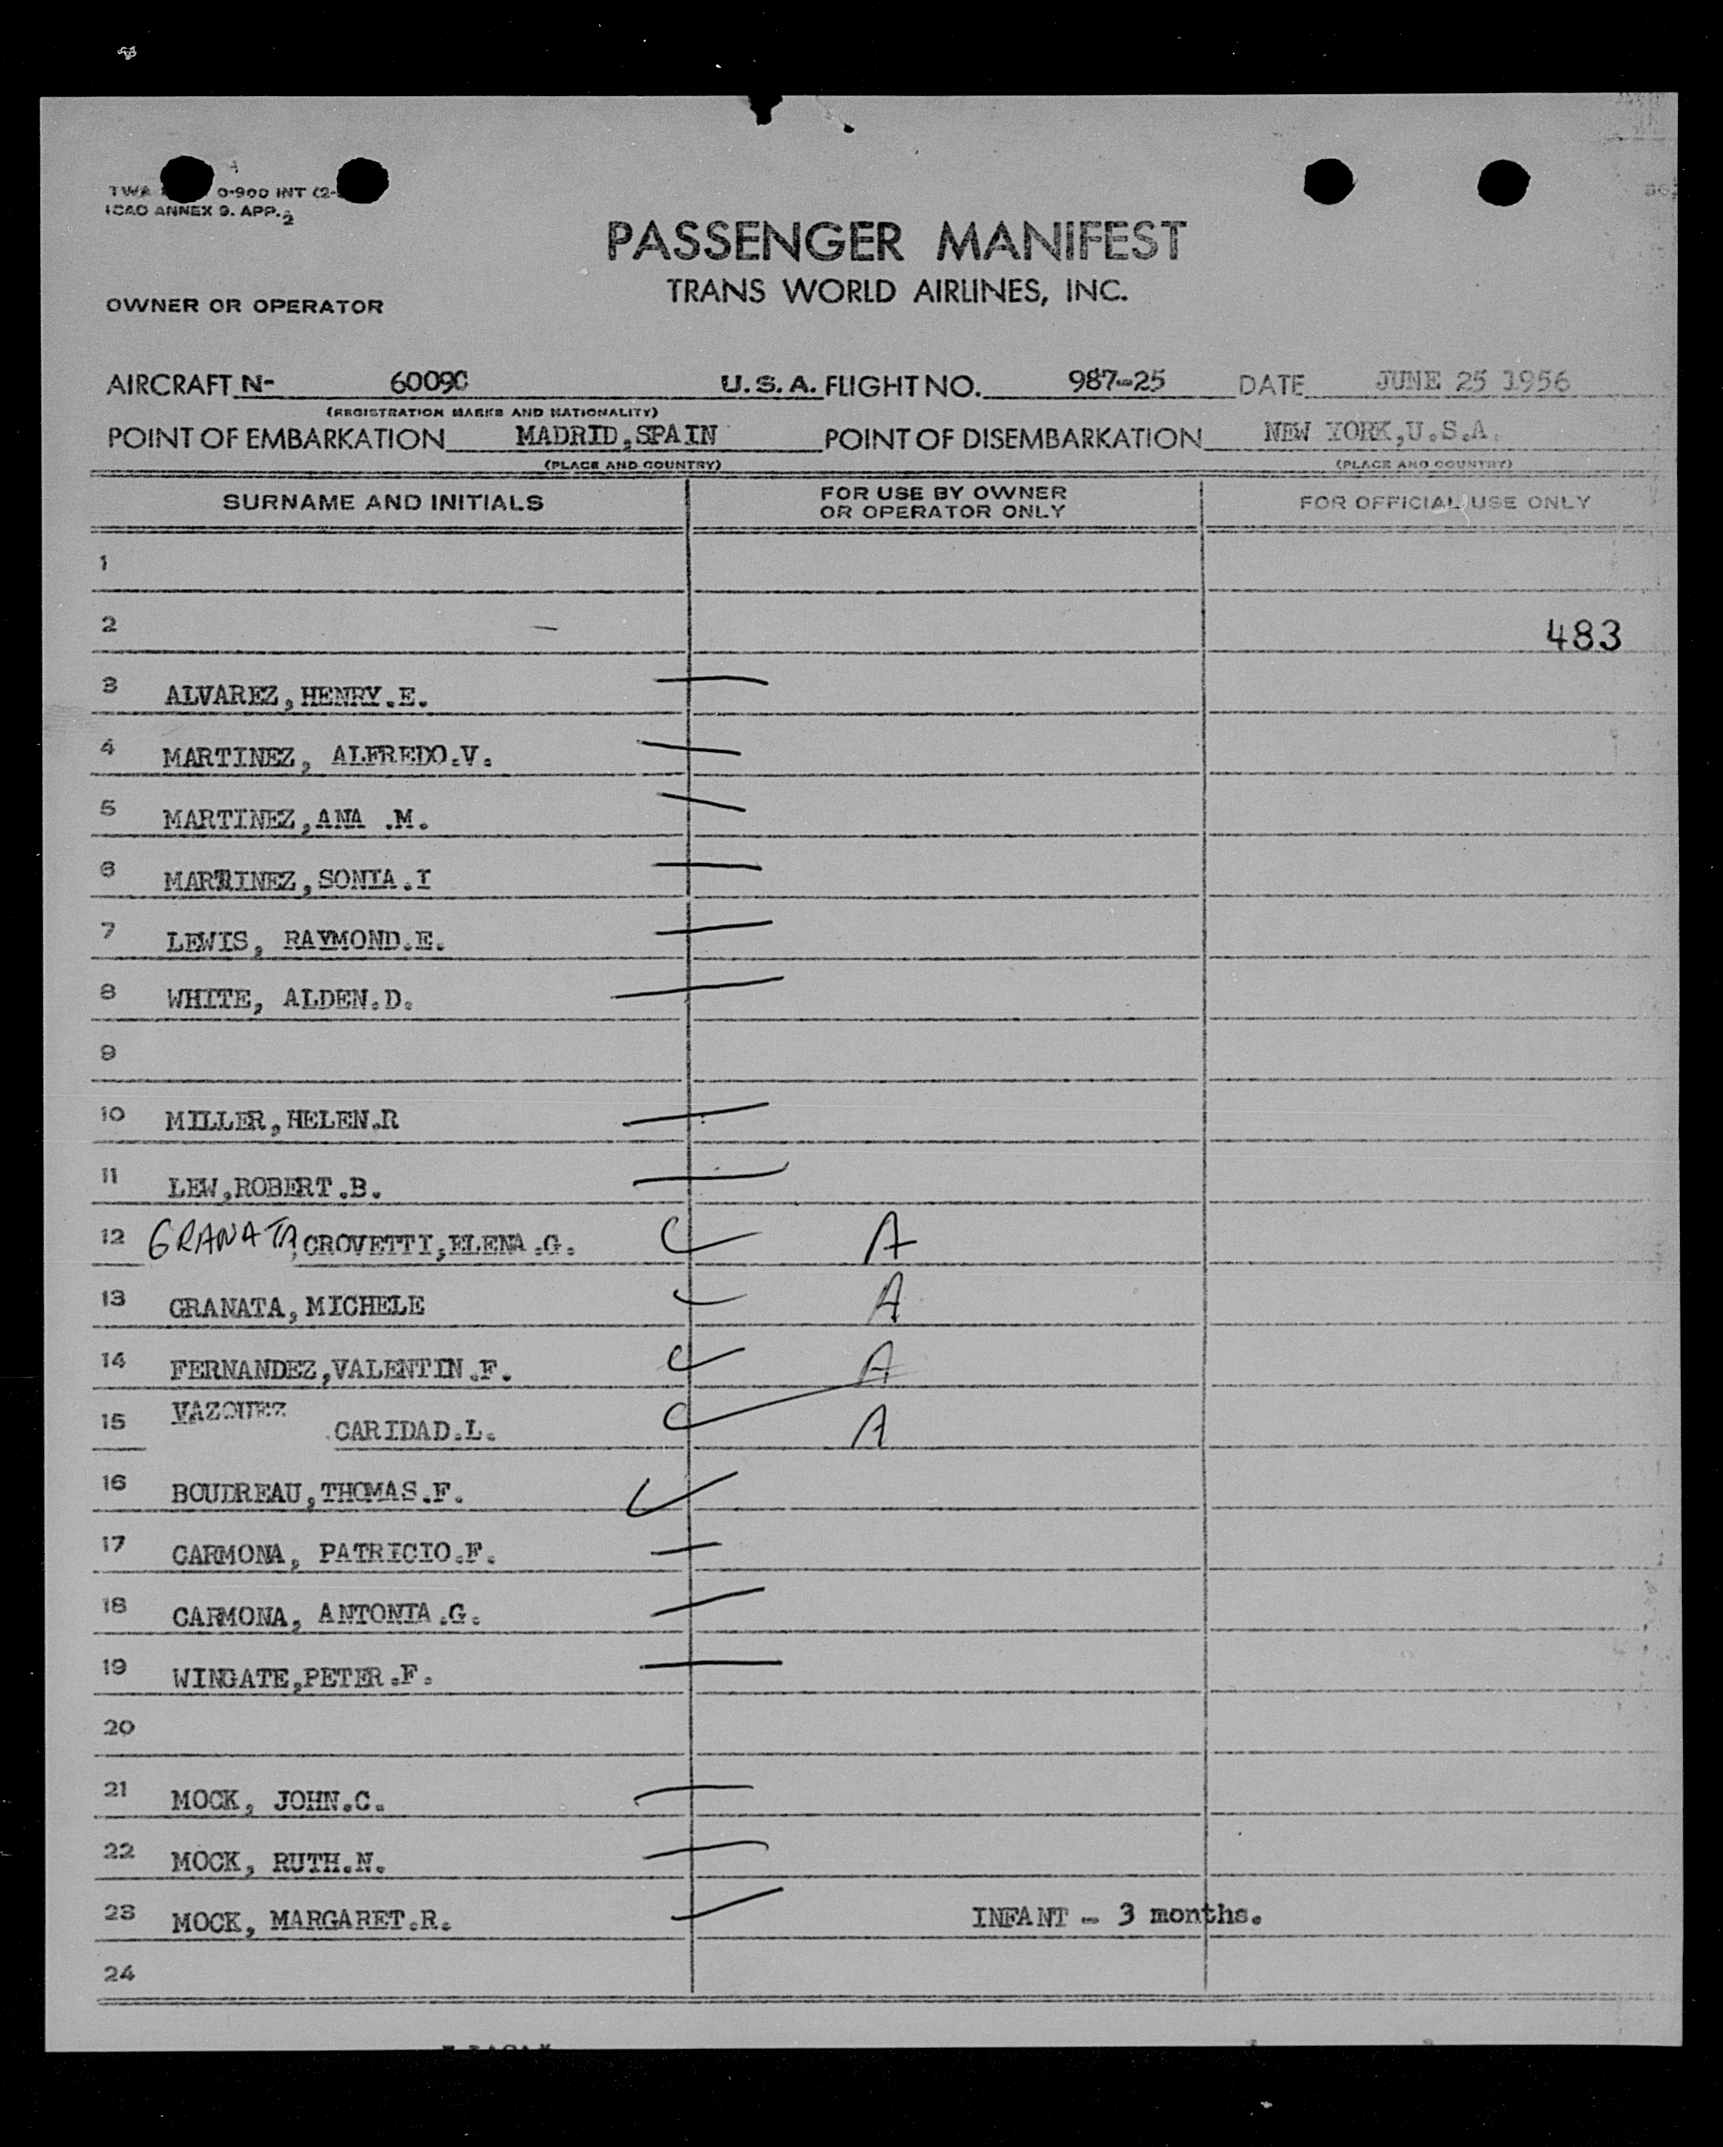 TWA 0-900 INT (2-
ICAO ANNEX 9. APP. 2
PASSENGER MANIFEST
TRANS WORLD AIRLINES, INC.
OWNER OR OPERATOR
AIRCRAFT N- 6009C U.S.A. FLIGHT NO. 987-25 DATE JUNE 25 1956
(REGISTRATION MARKS AND NATIONALITY)
POINT OF EMBARKATION MADRID,SPAIN POINT OF DISEMBARKATION NEW YORK,U.S.A.
(PLACE AND COUNTRY) (PLACE AND COUNTRY)
SURNAME AND INITIALS FOR USE BY OWNER OR OPERATOR ONLY FOR OFFICIAL USE ONLY
1
2 483
3 ALVAREZ,HENRY.E.
4 MARTINEZ, ALFREDO.V.
5 MARTINEZ,ANA .M.
6 MARTINEZ,SONIA.I
7 LEWIS, RAYMOND.E.
8 WHITE, ALDEN.D.
9
10 MILLER,HELEN.R
11 LEW,ROBERT.B.
12 GRANATA, CROVETTI,ELENA.G. A
13 GRANATA,MICHELE A
14 FERNANDEZ,VALENTIN.F. A
15 VAZQUEZ CARIDAD.L. A
16 BOUDREAU,THOMAS.F.
17 CARMONA, PATRICIO.F.
18 CARMONA, ANTONIA.G.
19 WINGATE,PETER.F.
20
21 MOCK, JOHN.C.
22 MOCK, RUTH.N.
23 MOCK, MARGARET.R. INFANT - 3 months.
24